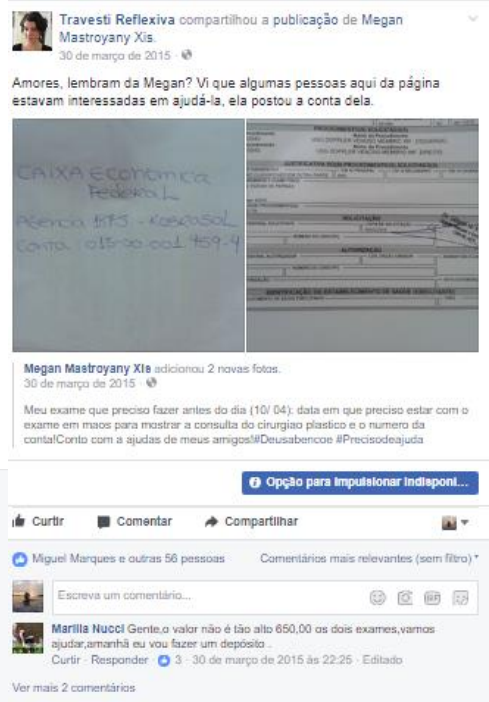 Travesti Reflexiva compartilhou a publicação de Megan
Mastroyany Xis.
30 de março de 2015 ·
Amores, lembram da Megan? Vi que algumas pessoas aqui da página
estavam interessadas em ajudá-la, ela postou a conta dela.
CAIXA Economica
Federal
Agencia
Conta
SOLICITAÇÃO
AUTORIZAÇÃO
Megan Mastroyany Xis adicionou 2 novas fotos.
30 de março de 2015 ·
Meu exame que preciso fazer antes do dia (10/ 04): data em que preciso estar com o
exame em maos para mostrar a consulta do cirurgiao plastico e o numero da
conta!Conto com a ajudas de meus amigos!#Deusabencoe #Precisodeajuda
Opção para impulsionar indisponí...
Curtir Comentar Compartilhar
Miguel Marques e outras 56 pessoas Comentários mais relevantes (sem filtro)
Escreva um comentário...
Marilia Nucci Gente,o valor não é tão alto 650,00 os dois exames,vamos
ajudar,amanhã eu vou fazer um depósito .
Curtir · Responder · 3 · 30 de março de 2015 às 22:25 · Editado
Ver mais 2 comentários